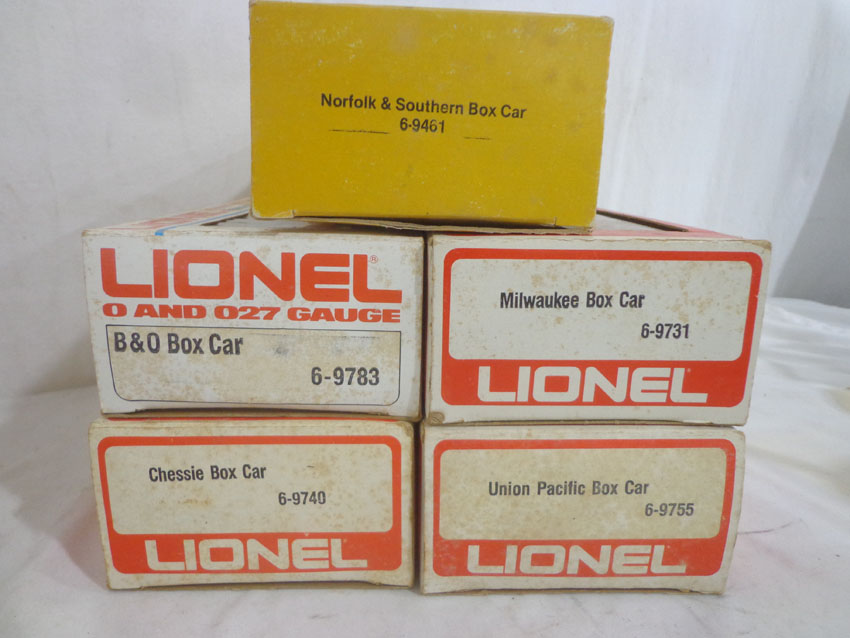 Norfolk & Southern Box Car
6-9461
LIONEL®
O AND O27 GAUGE
B&O Box Car
6-9783
Milwaukee Box Car
6-9731
LIONEL
Chessie Box Car
6-9740
LIONEL
Union Pacific Box Car
6-9755
LIONEL